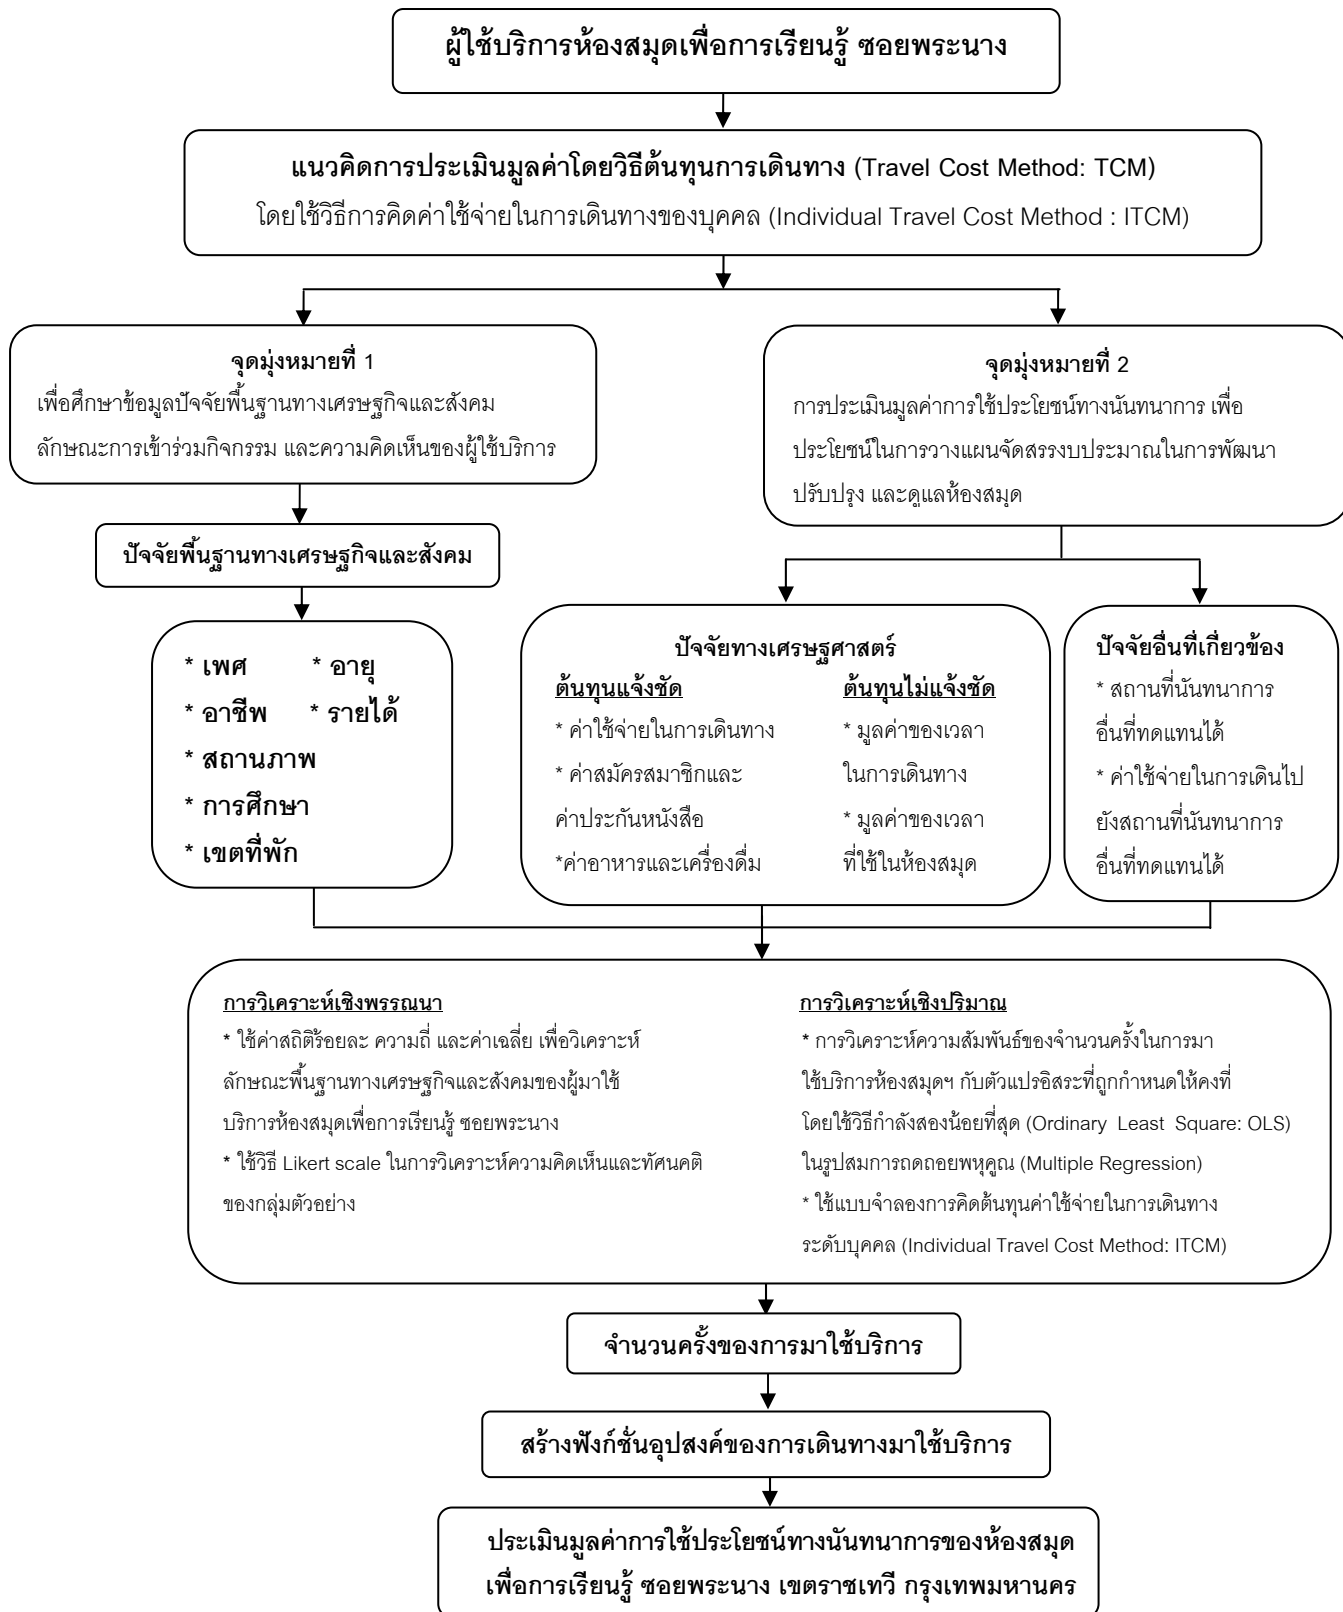 ผู้ใช้บริการห้องสมุดเพื่อการเรียนรู้ ซอยพระนาง
แนวคิดการประเมินมูลค่าโดยวิธีต้นทุนการเดินทาง (Travel Cost Method: TCM)
โดยใช้วิธีการคิดค่าใช้จ่ายในการเดินทางของบุคคล (Individual Travel Cost Method : ITCM)
จุดมุ่งหมายที่ 1
เพื่อศึกษาข้อมูลปัจจัยพื้นฐานทางเศรษฐกิจและสังคม
ลักษณะการเข้าร่วมกิจกรรม และความคิดเห็นของผู้ใช้บริการ
จุดมุ่งหมายที่ 2
การประเมินมูลค่าการใช้ประโยชน์ทางนันทนาการ เพื่อ
ประโยชน์ในการวางแผนจัดสรรงบประมาณในการพัฒนา
ปรับปรุง และดูแลห้องสมุด
ปัจจัยพื้นฐานทางเศรษฐกิจและสังคม
* เพศ * อายุ
* อาชีพ * รายได้
* สถานภาพ
* การศึกษา
* เขตที่พัก
ปัจจัยทางเศรษฐศาสตร์
ต้นทุนแจ้งชัด
* ค่าใช้จ่ายในการเดินทาง
* ค่าสมัครสมาชิกและ
ค่าประกันหนังสือ
*ค่าอาหารและเครื่องดื่ม
ต้นทุนไม่แจ้งชัด
* มูลค่าของเวลา
ในการเดินทาง
* มูลค่าของเวลา
ที่ใช้ในห้องสมุด
ปัจจัยอื่นที่เกี่ยวข้อง
* สถานที่นันทนาการ
อื่นที่ทดแทนได้
* ค่าใช้จ่ายในการเดินไป
ยังสถานที่นันทนาการ
อื่นที่ทดแทนได้
การวิเคราะห์เชิงพรรณนา
* ใช้ค่าสถิติร้อยละ ความถี่ และค่าเฉลี่ย เพื่อวิเคราะห์
ลักษณะพื้นฐานทางเศรษฐกิจและสังคมของผู้มาใช้
บริการห้องสมุดเพื่อการเรียนรู้ ซอยพระนาง
* ใช้วิธี Likert scale ในการวิเคราะห์ความคิดเห็นและทัศนคติ
ของกลุ่มตัวอย่าง
การวิเคราะห์เชิงปริมาณ
* การวิเคราะห์ความสัมพันธ์ของจำนวนครั้งในการมา
ใช้บริการห้องสมุดฯ กับตัวแปรอิสระที่ถูกกำหนดให้คงที่
โดยใช้วิธีกำลังสองน้อยที่สุด (Ordinary Least Square: OLS)
ในรูปสมการถดถอยพหุคูณ (Multiple Regression)
* ใช้แบบจำลองการคิดต้นทุนค่าใช้จ่ายในการเดินทาง
ระดับบุคคล (Individual Travel Cost Method: ITCM)
จำนวนครั้งของการมาใช้บริการ
สร้างฟังก์ชั่นอุปสงค์ของการเดินทางมาใช้บริการ
ประเมินมูลค่าการใช้ประโยชน์ทางนันทนาการของห้องสมุด
เพื่อการเรียนรู้ ซอยพระนาง เขตราชเทวี กรุงเทพมหานคร